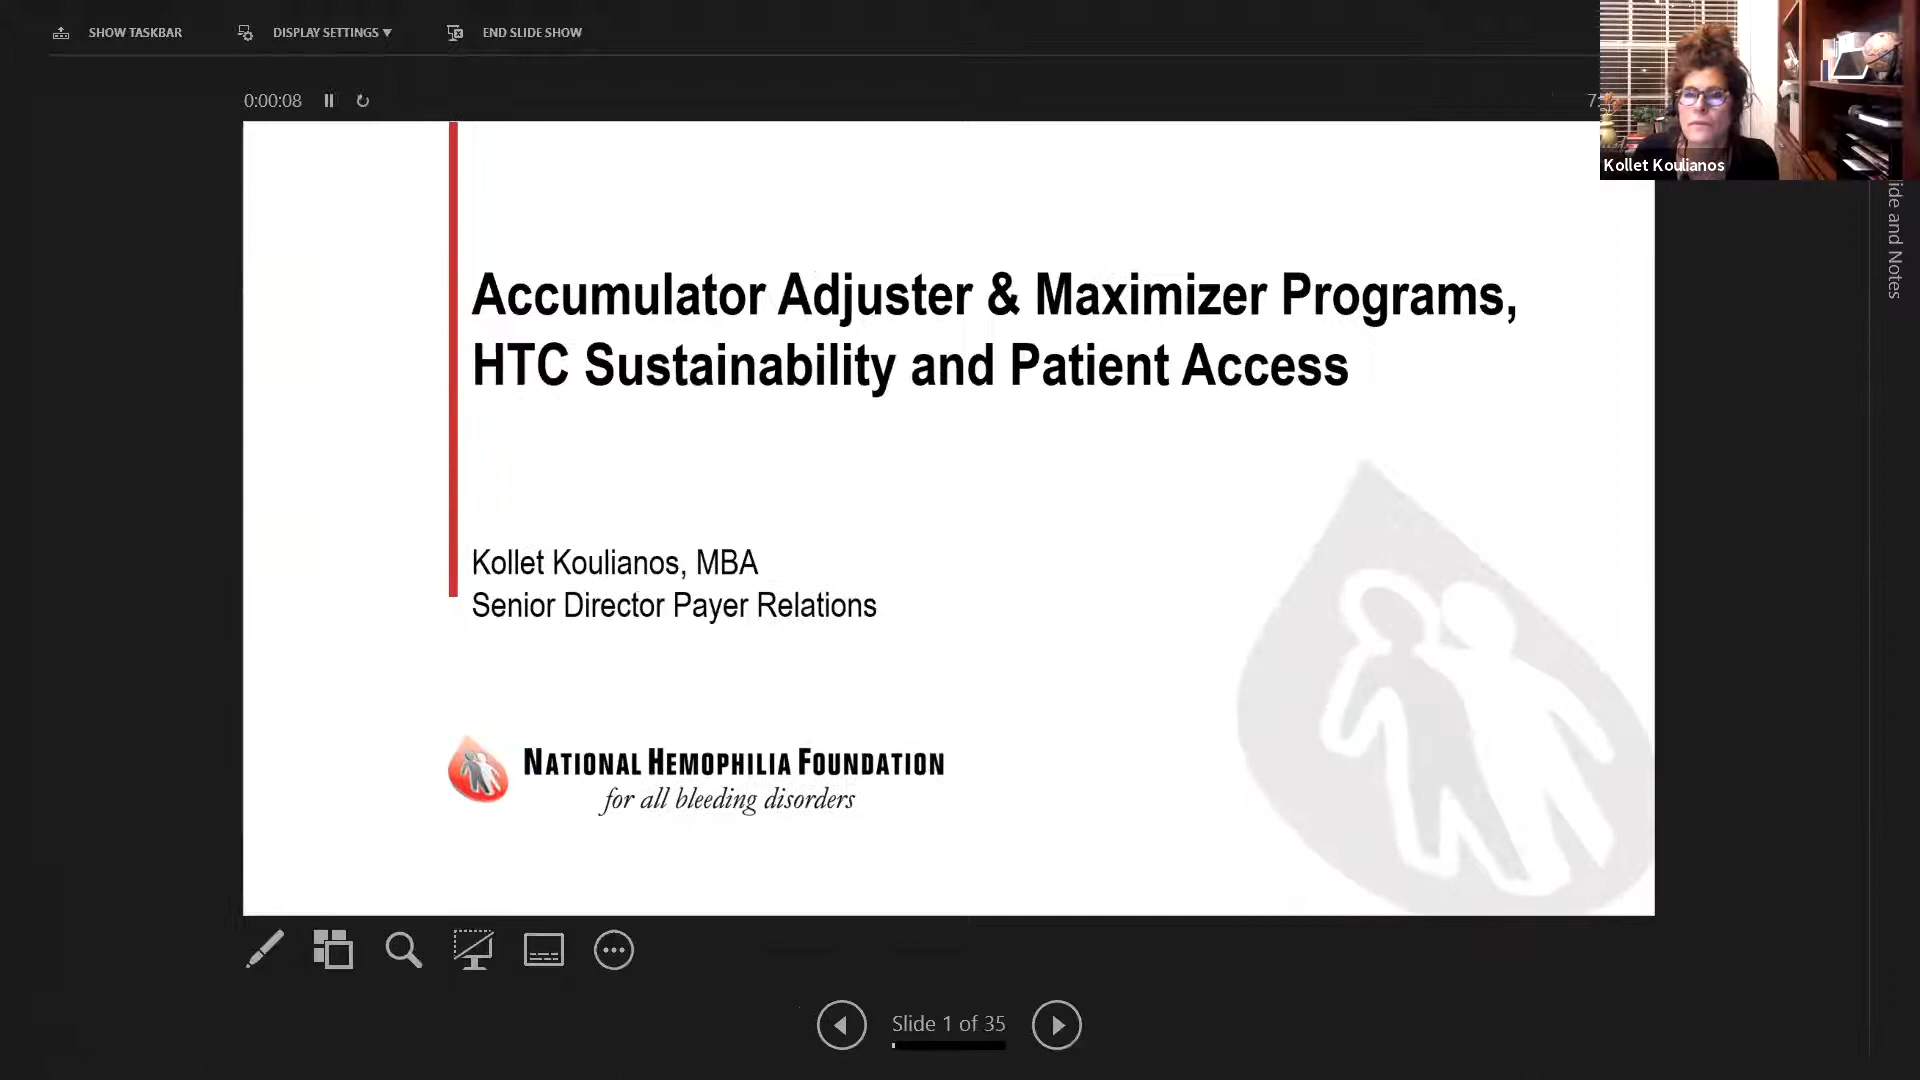 SHOW TASKBAR
DISPLAY SETTINGS ▾
END SLIDE SHOW
0:00:08
Kollet Koulianos
Accumulator Adjuster & Maximizer Programs,
HTC Sustainability and Patient Access
Kollet Koulianos, MBA
Senior Director Payer Relations
NATIONAL HEMOPHILIA FOUNDATION
for all bleeding disorders
and Notes
Slide 1 of 35